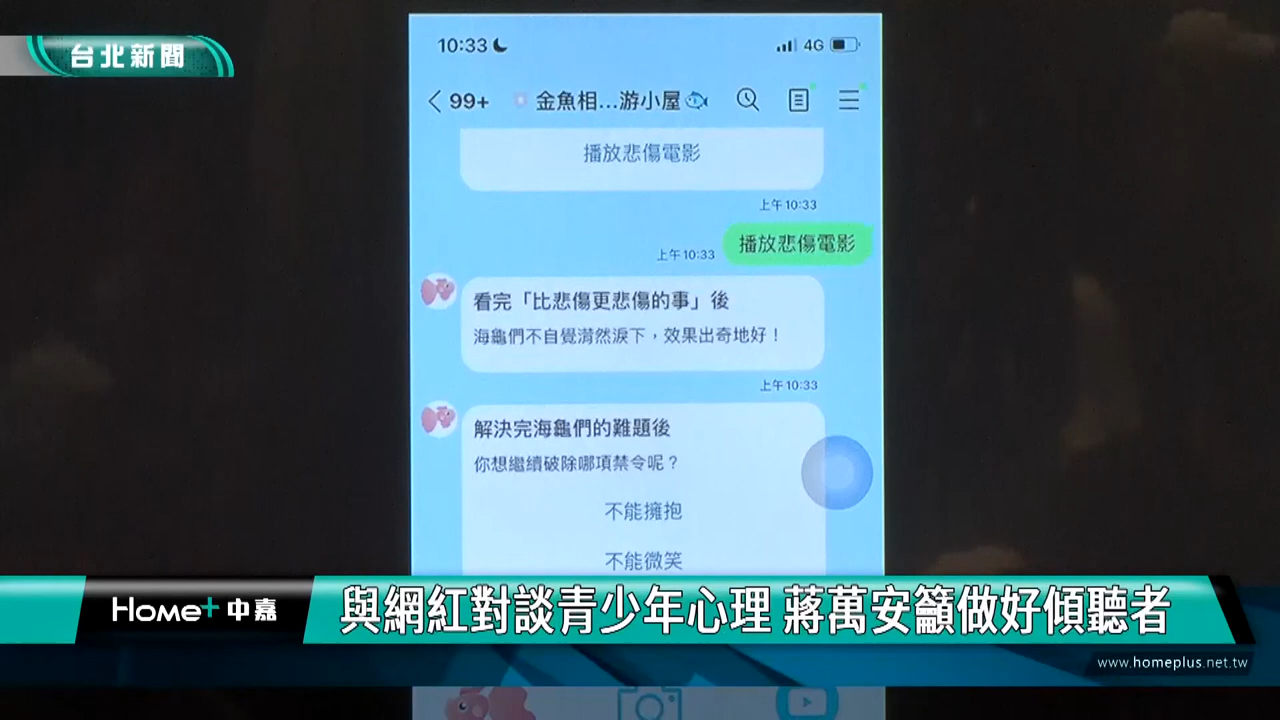 台北新聞
10:33
4G
99+
金魚相...游小屋
播放悲傷電影
上午10:33
播放悲傷電影
上午10:33
看完「比悲傷更悲傷的事」後
海龜們不自覺潸然淚下，效果出奇地好！
上午10:33
解決完海龜們的難題後
你想繼續破除哪項禁令呢？
不能擁抱
不能微笑
Home+中嘉
與網紅對談青少年心理 蔣萬安籲做好傾聽者
www.homeplus.net.tw